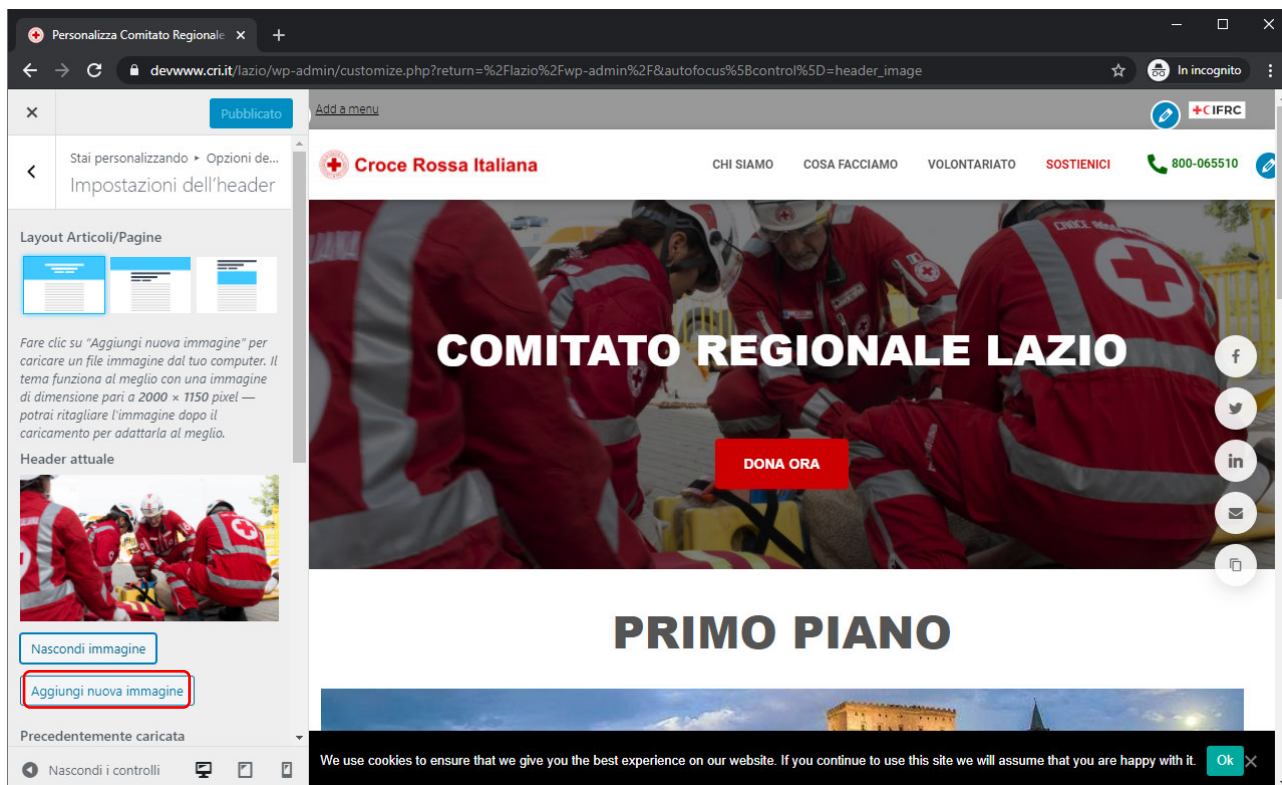 Personalizza Comitato Regionale
devwww.cri.it/lazio/wp-admin/customize.php?return=%2Flazio%2Fwp-admin%2F&autofocus%5Bcontrol%5D=header_image
In incognito
Pubblicato
Stai personalizzando ▸ Opzioni de...
Impostazioni dell'header
Layout Articoli/Pagine
Fare clic su "Aggiungi nuova immagine" per
caricare un file immagine dal tuo computer. Il
tema funziona al meglio con una immagine
di dimensione pari a 2000 × 1150 pixel —
potrai ritagliare l'immagine dopo il
caricamento per adattarla al meglio.
Header attuale
Nascondi immagine
Aggiungi nuova immagine
Precedentemente caricata
Nascondi i controlli
Add a menu
IFRC
Croce Rossa Italiana
CHI SIAMO
COSA FACCIAMO
VOLONTARIATO
SOSTIENICI
800-065510
COMITATO REGIONALE LAZIO
DONA ORA
PRIMO PIANO
We use cookies to ensure that we give you the best experience on our website. If you continue to use this site we will assume that you are happy with it.
Ok